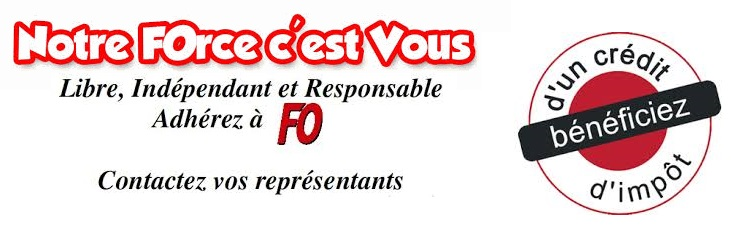 Notre FOrce c'est Vous
Libre, Indépendant et Responsable
Adhérez à FO
Contactez vos représentants
bénéficiez
d'un crédit
d'impôt